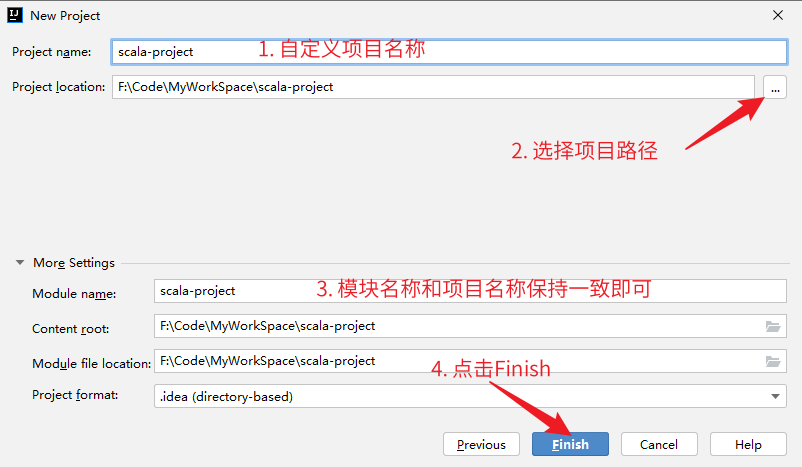 New Project
Project name: scala-project 1. 自定义项目名称
Project location: F:\Code\MyWorkSpace\scala-project ...
2. 选择项目路径
More Settings
Module name: scala-project 3. 模块名称和项目名称保持一致即可
Content root: F:\Code\MyWorkSpace\scala-project
Module file location: F:\Code\MyWorkSpace\scala-project
4. 点击Finish
Project format: .idea (directory-based)
Previous Finish Cancel Help